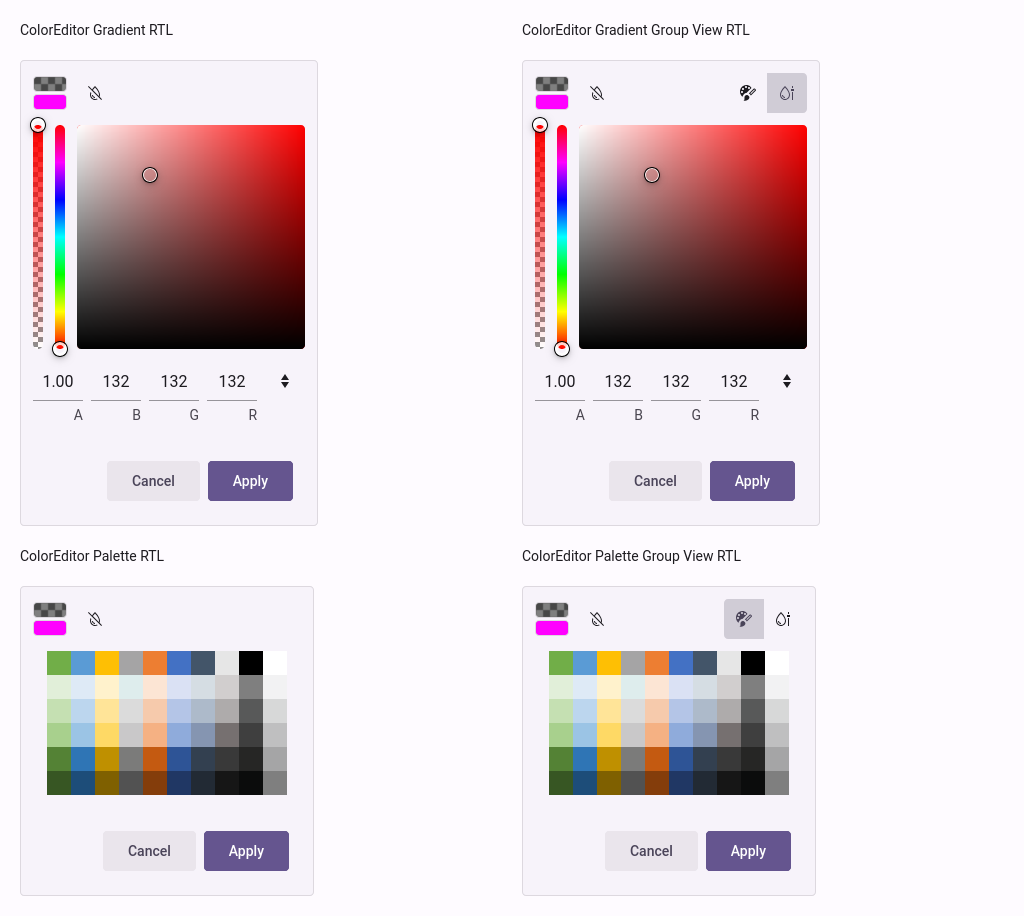 ColorEditor Gradient RTL
ColorEditor Gradient Group View RTL
1.00 132 132 132
A B G R
Cancel Apply
1.00 132 132 132
A B G R
Cancel Apply
ColorEditor Palette RTL
ColorEditor Palette Group View RTL
Cancel Apply
Cancel Apply